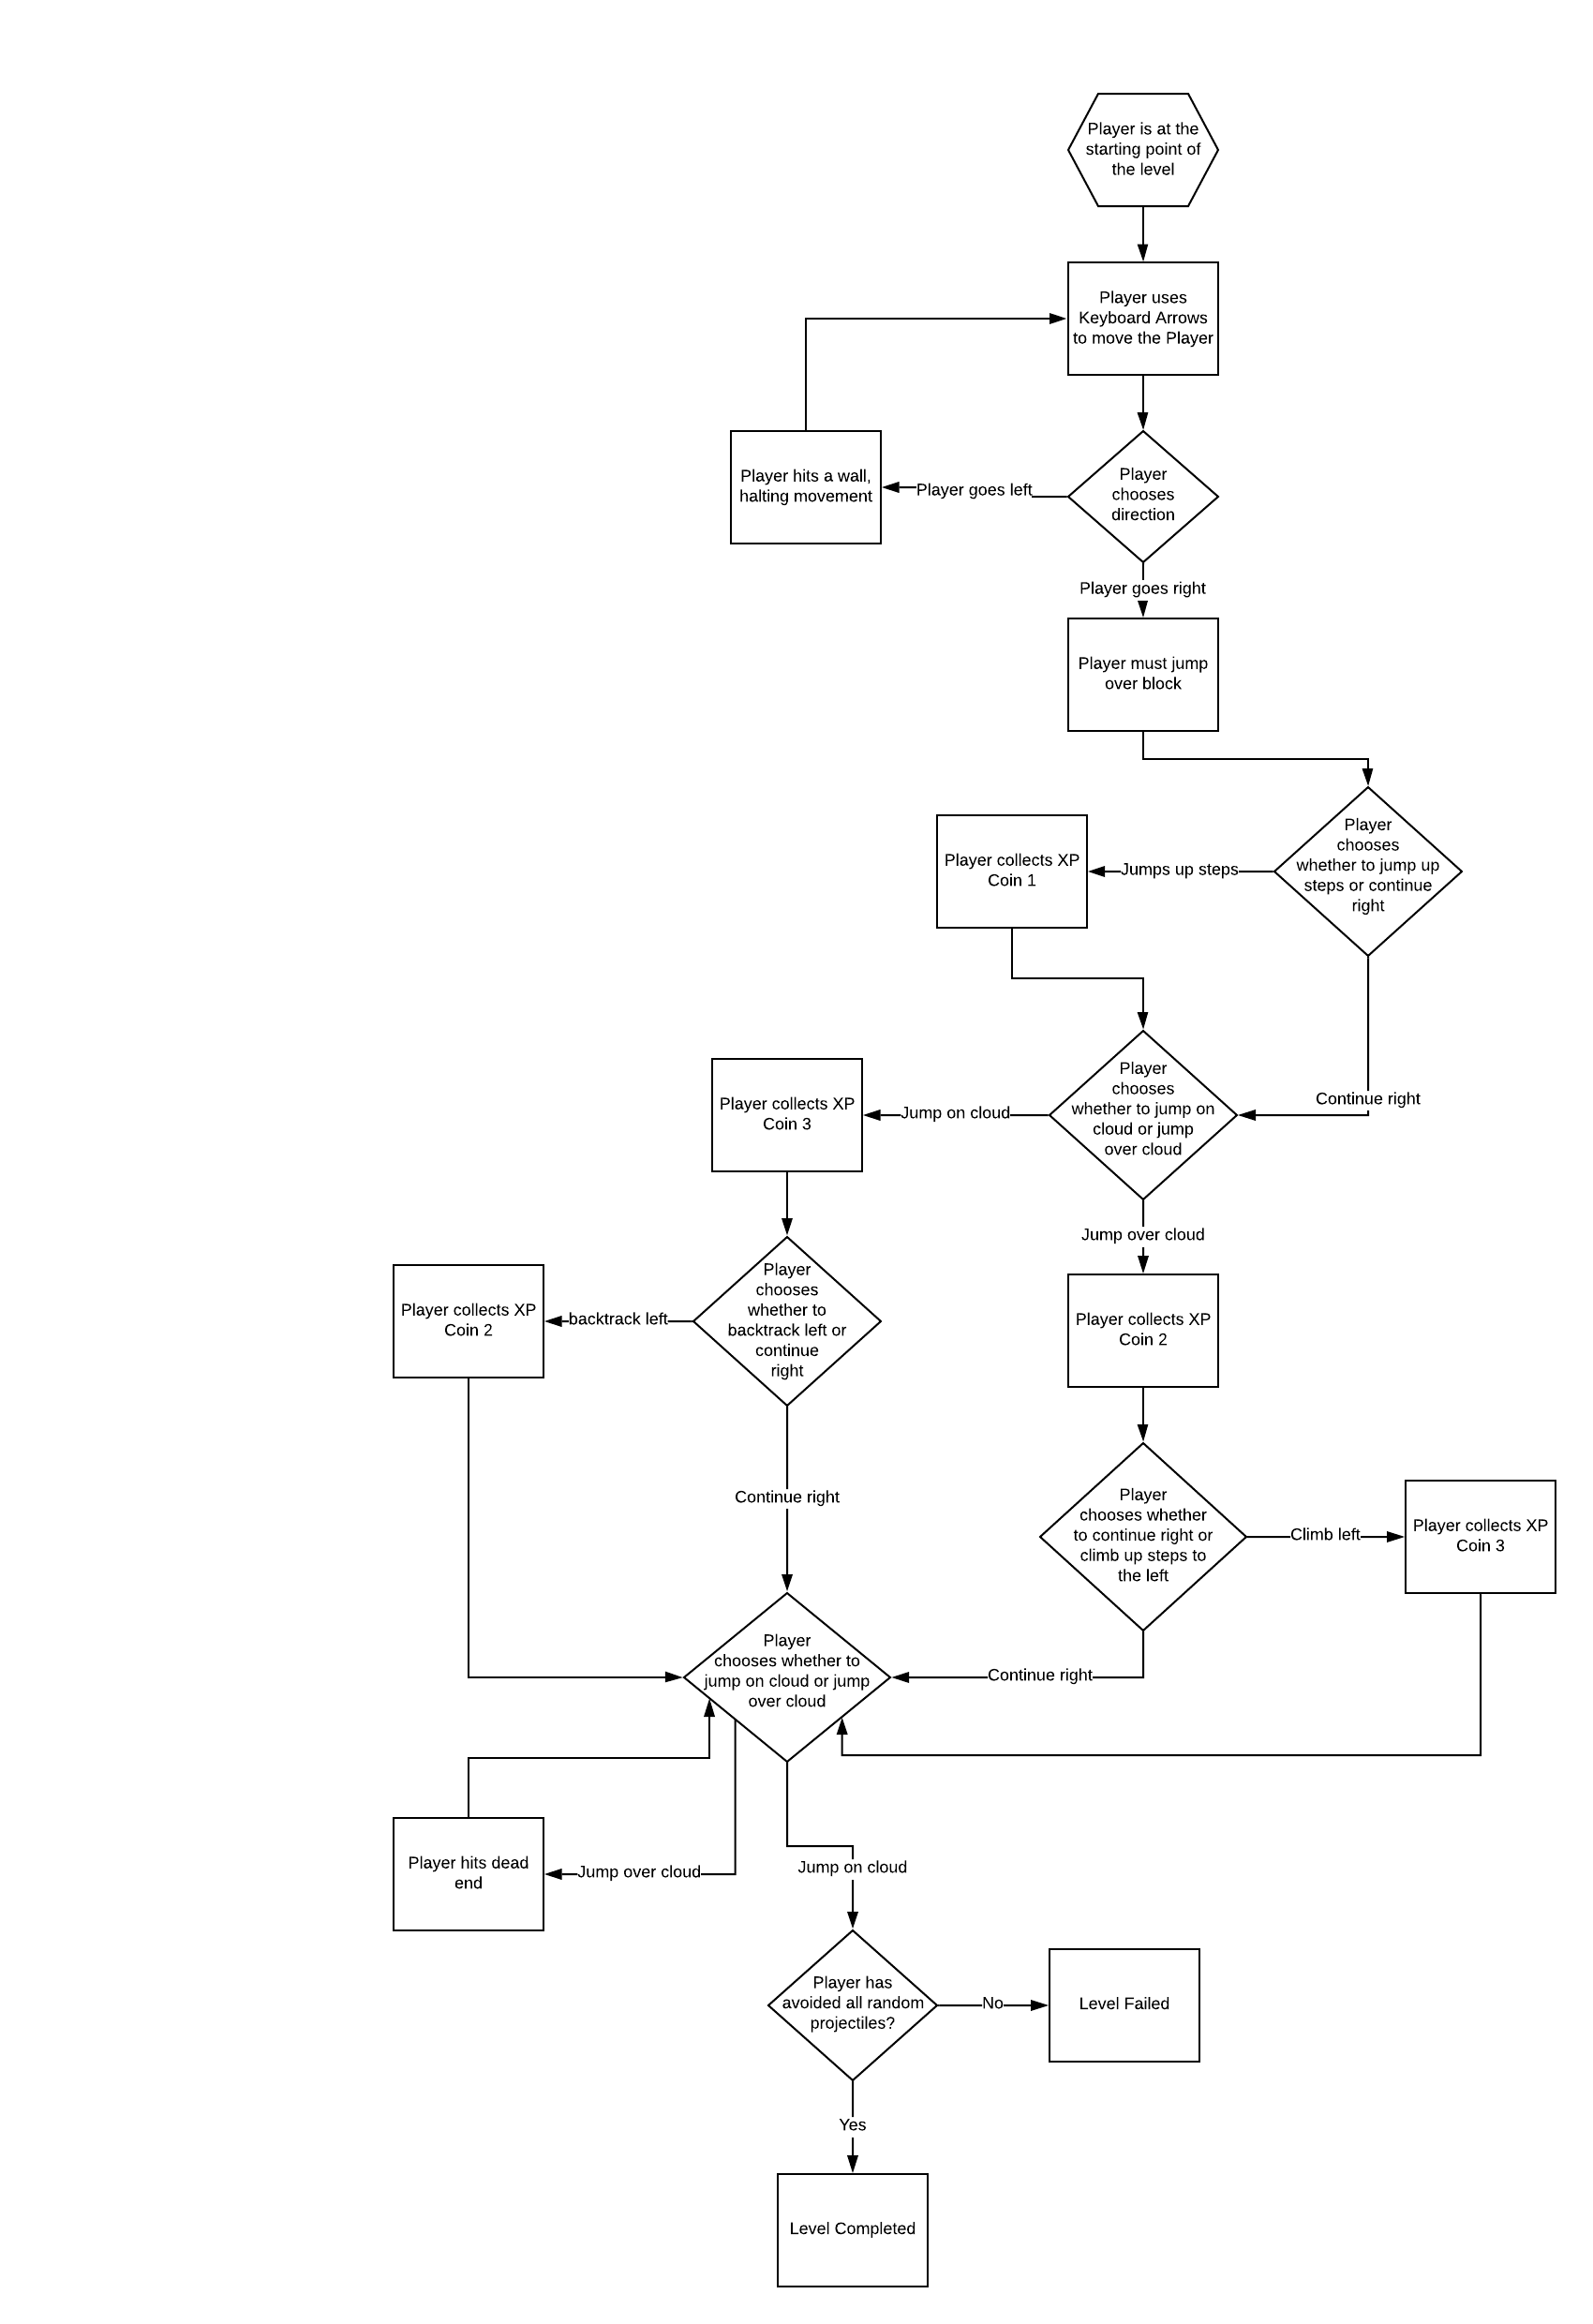 Player is at the
starting point of
the level
Player uses
Keyboard Arrows
to move the Player
Player hits a wall,
halting movement
Player goes left
Player
chooses
direction
Player goes right
Player must jump
over block
Player collects XP
Coin 1
Jumps up steps
Player
chooses
whether to jump up
steps or continue
right
Continue right
Player collects XP
Coin 3
Jump on cloud
Player
chooses
whether to jump on
cloud or jump
over cloud
Jump over cloud
Player collects XP
Coin 2
backtrack left
Player
chooses
whether to
backtrack left or
continue
right
Player collects XP
Coin 2
Continue right
Player
chooses whether
to continue right or
climb up steps to
the left
Climb left
Player collects XP
Coin 3
Player
chooses whether to
jump on cloud or jump
over cloud
Continue right
Player hits dead
end
Jump over cloud
Jump on cloud
Player has
avoided all random
projectiles?
No
Level Failed
Yes
Level Completed